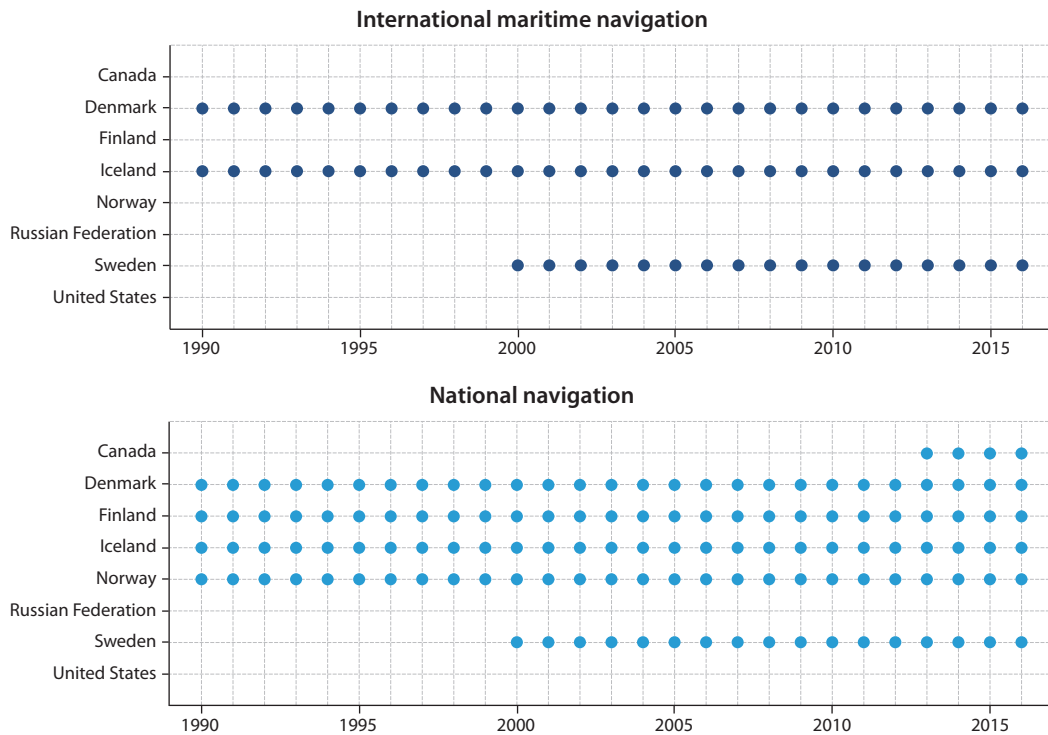 International maritime navigation
Canada
Denmark
Finland
Iceland
Norway
Russian Federation
Sweden
United States
1990 1995 2000 2005 2010 2015
National navigation
Canada
Denmark
Finland
Iceland
Norway
Russian Federation
Sweden
United States
1990 1995 2000 2005 2010 2015